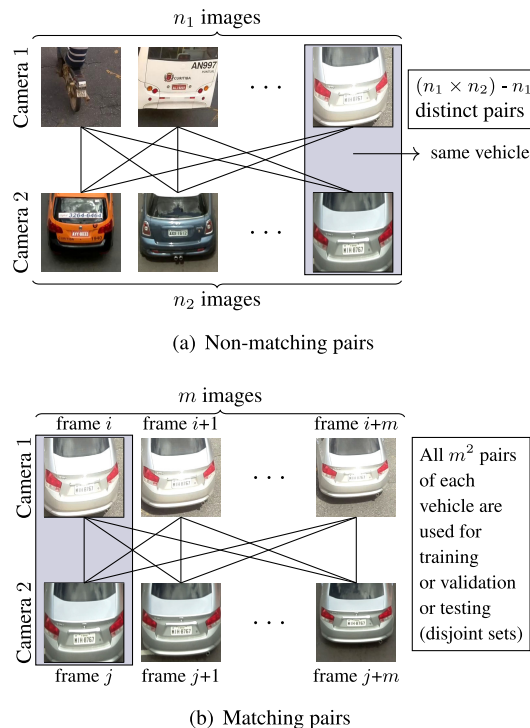 n₁ images
Camera 1
AN997
CURITIBA
. . .
(n₁ × n₂) - n₁
distinct pairs
same vehicle
Camera 2
. . .
n₂ images
(a) Non-matching pairs
m images
frame i
frame i+1
frame i+m
Camera 1
. . .
All m² pairs
of each
vehicle are
used for
training
or validation
or testing
(disjoint sets)
Camera 2
. . .
frame j
frame j+1
frame j+m
(b) Matching pairs